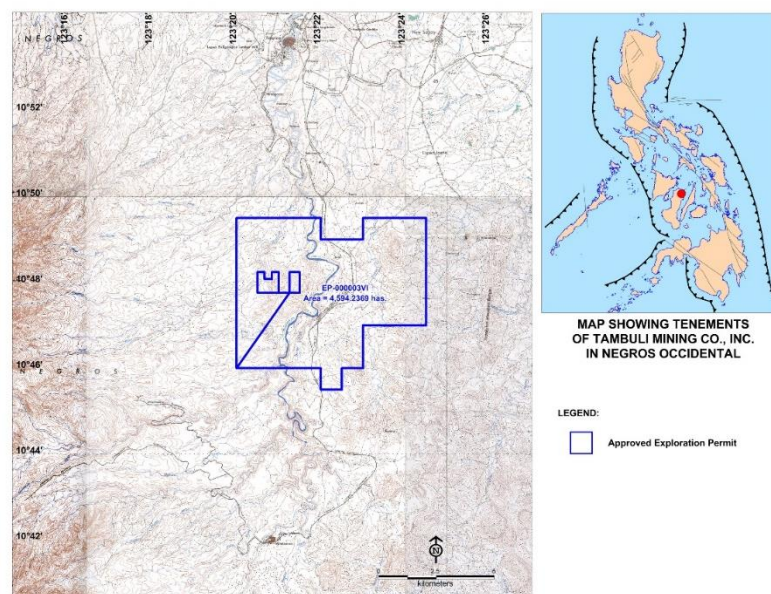 NEGROS
123°16'
123°18'
123°20'
123°22'
123°24'
123°26'
10°52'
10°50'
10°48'
EP-000003VI
Area = 4,594.2369 has.
10°46'
NEGROS
10°44'
10°42'
N
0 2.5 5
kilometers
MAP SHOWING TENEMENTS
OF TAMBULI MINING CO., INC.
IN NEGROS OCCIDENTAL
LEGEND:
Approved Exploration Permit